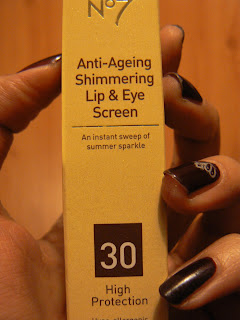 No7
Anti-Ageing
Shimmering
Lip & Eye
Screen
An instant sweep of
summer sparkle
30
High
Protection